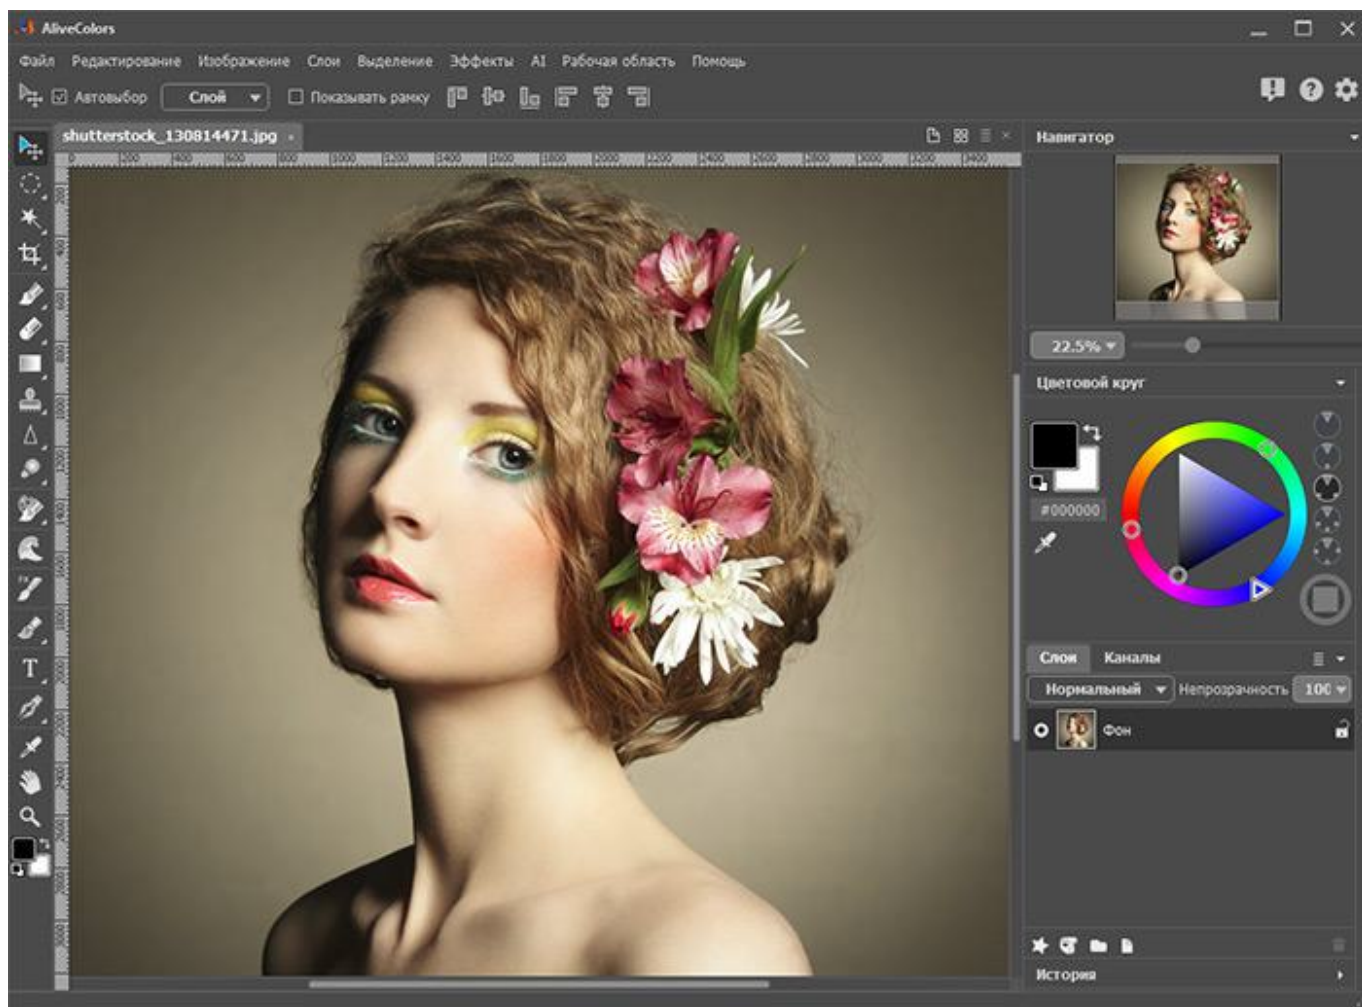 AliveColors
Файл Редактирование Изображение Слои Выделение Эффекты AI Рабочая область Помощь
Автовыбор Слой Показывать рамку
shutterstock_130814471.jpg
Навигатор
22.5%
Цветовой круг
#000000
Слои Каналы
Нормальный Непрозрачность 100
Фон
T
История